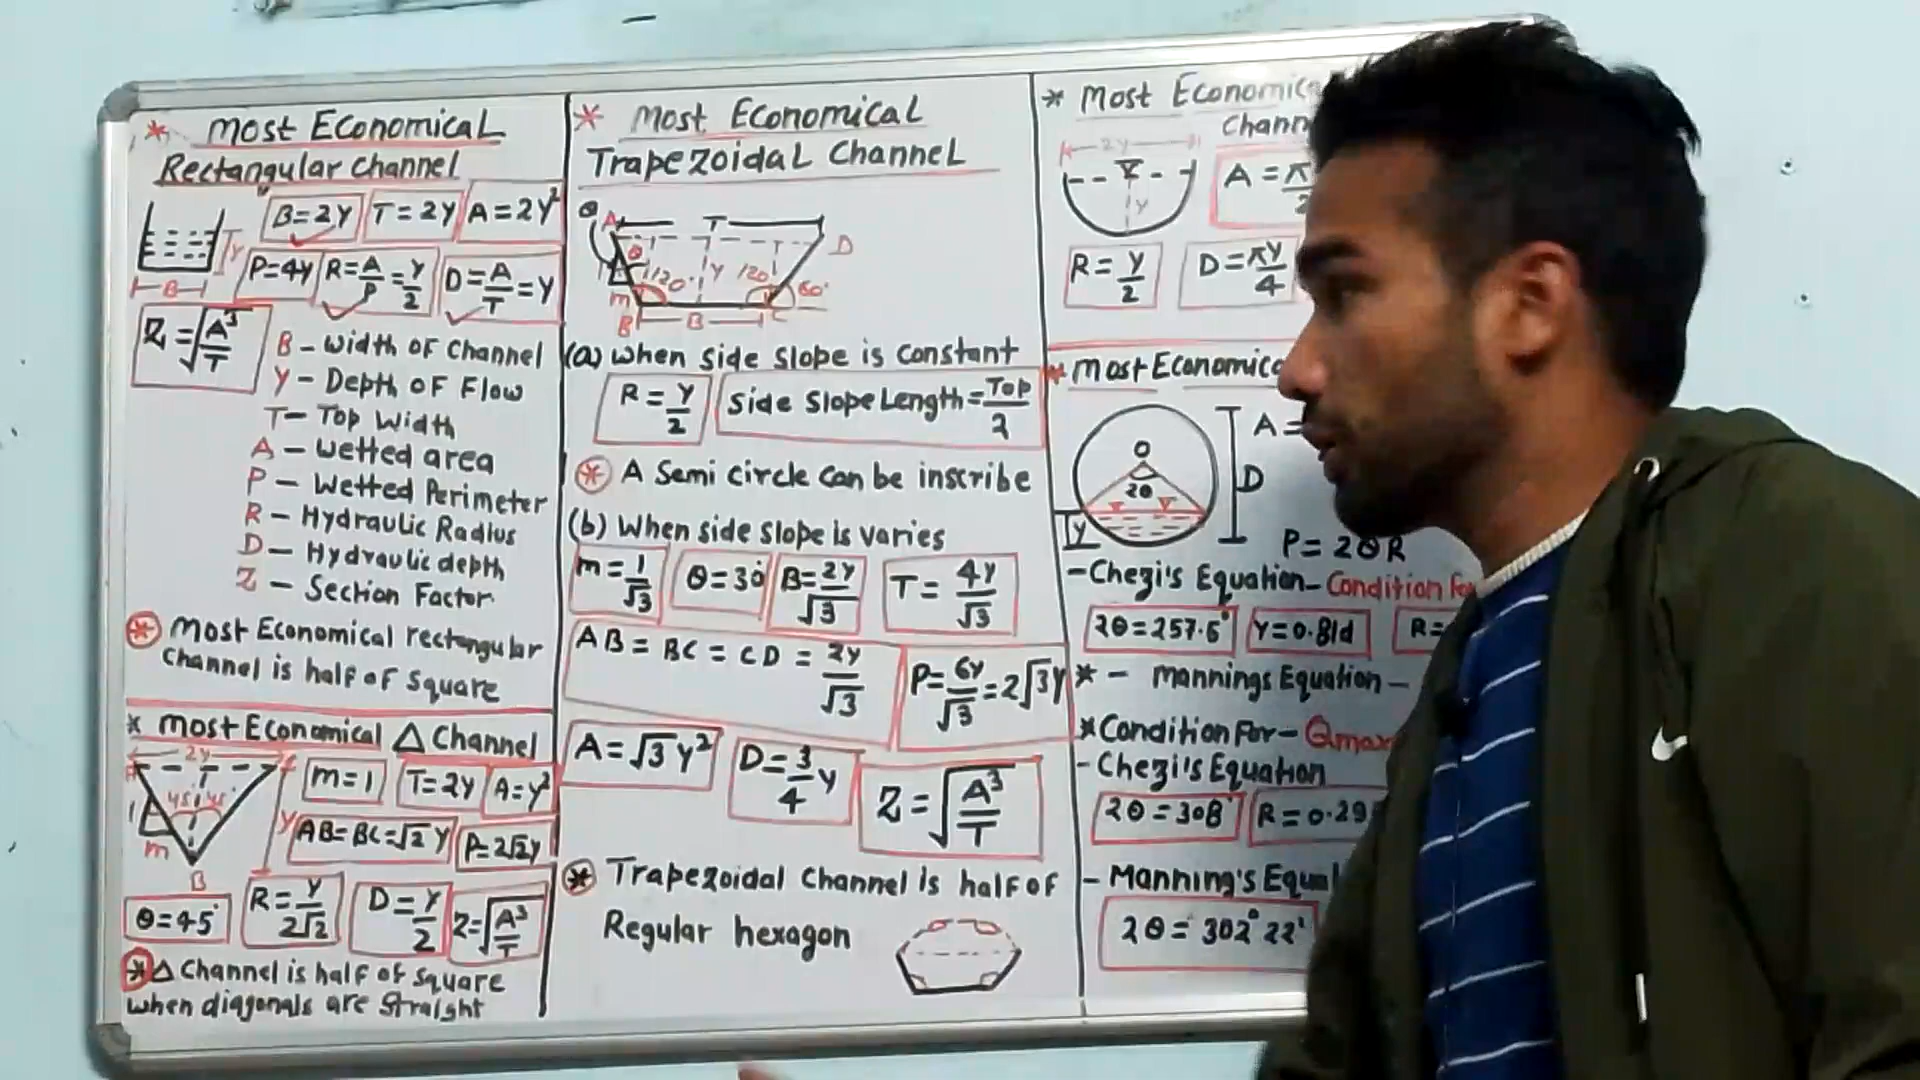 * Most Economical
Rectangular Channel
B=2Y T=2Y A=2Y²
P=4Y R=A/P=Y/2 D=A/T=Y
Y
B
Z=√(A³/T)
B - Width of Channel
Y - Depth of Flow
T - Top Width
A - Wetted area
P - Wetted Perimeter
R - Hydraulic Radius
D - Hydraulic depth
Z - Section Factor
* Most Economical rectangular
Channel is half of square
* Most Economical Δ Channel
2Y
T
45° 45°
1
m
Y
B
m=1 T=2Y A=Y²
AB=BC=√2 Y P=2√2Y
θ=45° R=Y/2√2 D=Y/2 Z=√(A³/T)
* Δ Channel is half of square
when diagonals are straight
* Most Economical
Trapezoidal Channel
θ A T D
θ 120° Y 120° 60°
m
B B C
(a) When side slope is constant
R=Y/2 Side Slope Length=Top/2
* A Semi circle can be inscribe
(b) When side slope is varies
m=1/√3 θ=30° B=2Y/√3 T=4Y/√3
AB=BC=CD=2Y/√3 P=6Y/√3=2√3Y
A=√3Y² D=3/4 Y Z=√(A³/T)
* Trapezoidal Channel is half of
Regular hexagon
* Most
Chann
2Y
Y
A=π
2
R=Y/2 D=πY/4
* Most
O
2θ
Y
D
A=
P=2θR
-Chezi's Equation- Condition
2θ=257.6° Y=0.81d R=
* - Mannings Equation -
* Condition For- Qmax
- Chezi's Equation
2θ=308° R=0.29
- Manning's
2θ=302°22'